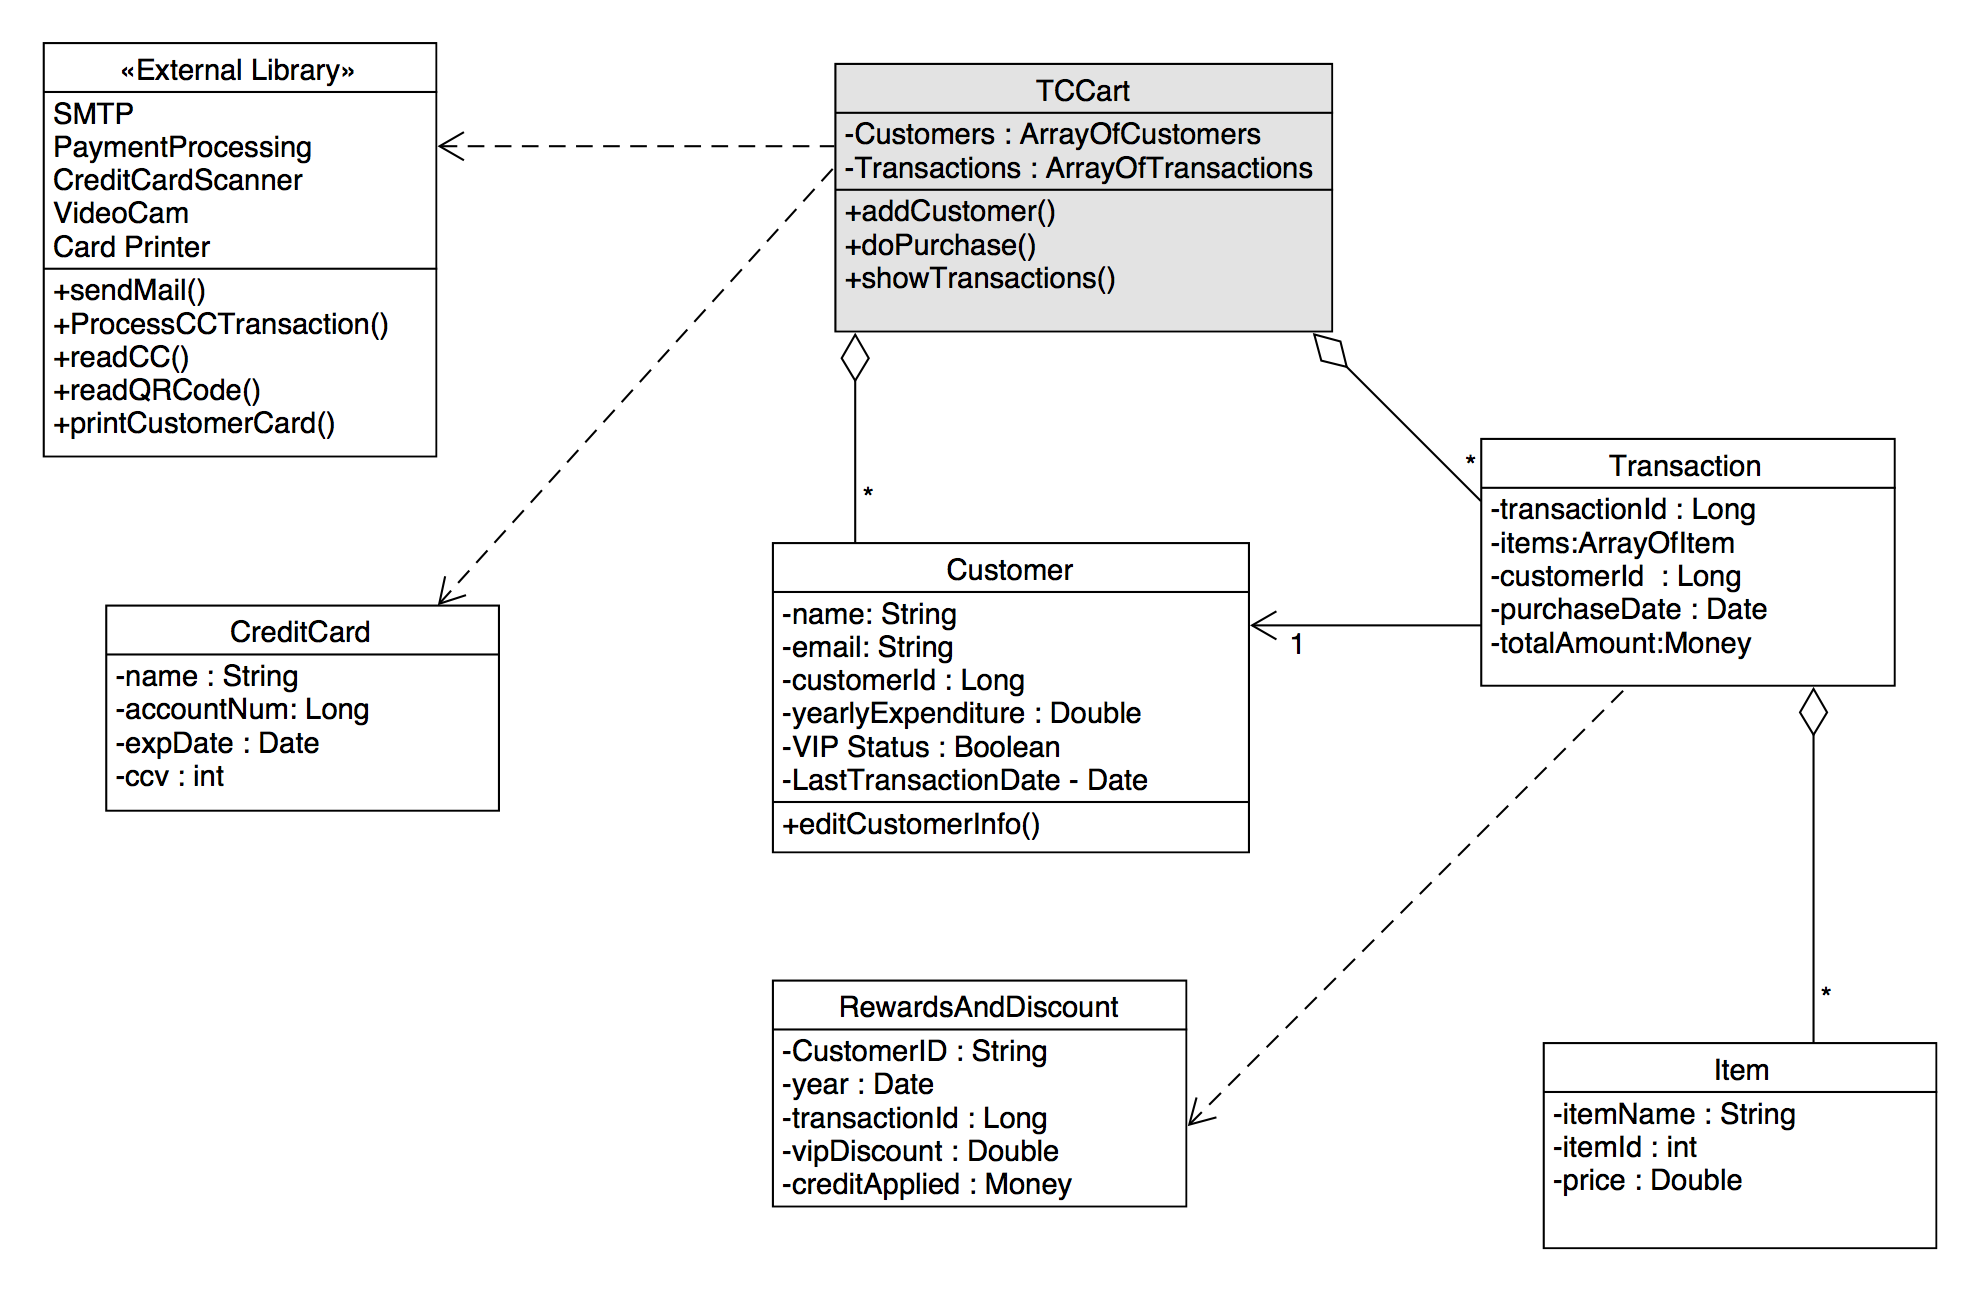 «External Library»
SMTP
PaymentProcessing
CreditCardScanner
VideoCam
Card Printer
+sendMail()
+ProcessCCTransaction()
+readCC()
+readQRCode()
+printCustomerCard()
TCCart
-Customers : ArrayOfCustomers
-Transactions : ArrayOfTransactions
+addCustomer()
+doPurchase()
+showTransactions()
*
*
Transaction
-transactionId : Long
-items:ArrayOfItem
-customerId  : Long
-purchaseDate : Date
-totalAmount:Money
CreditCard
-name : String
-accountNum: Long
-expDate : Date
-ccv : int
Customer
-name: String
-email: String
-customerId : Long
-yearlyExpenditure : Double
-VIP Status : Boolean
-LastTransactionDate - Date
+editCustomerInfo()
1
RewardsAndDiscount
-CustomerID : String
-year : Date
-transactionId : Long
-vipDiscount : Double
-creditApplied : Money
*
Item
-itemName : String
-itemId : int
-price : Double